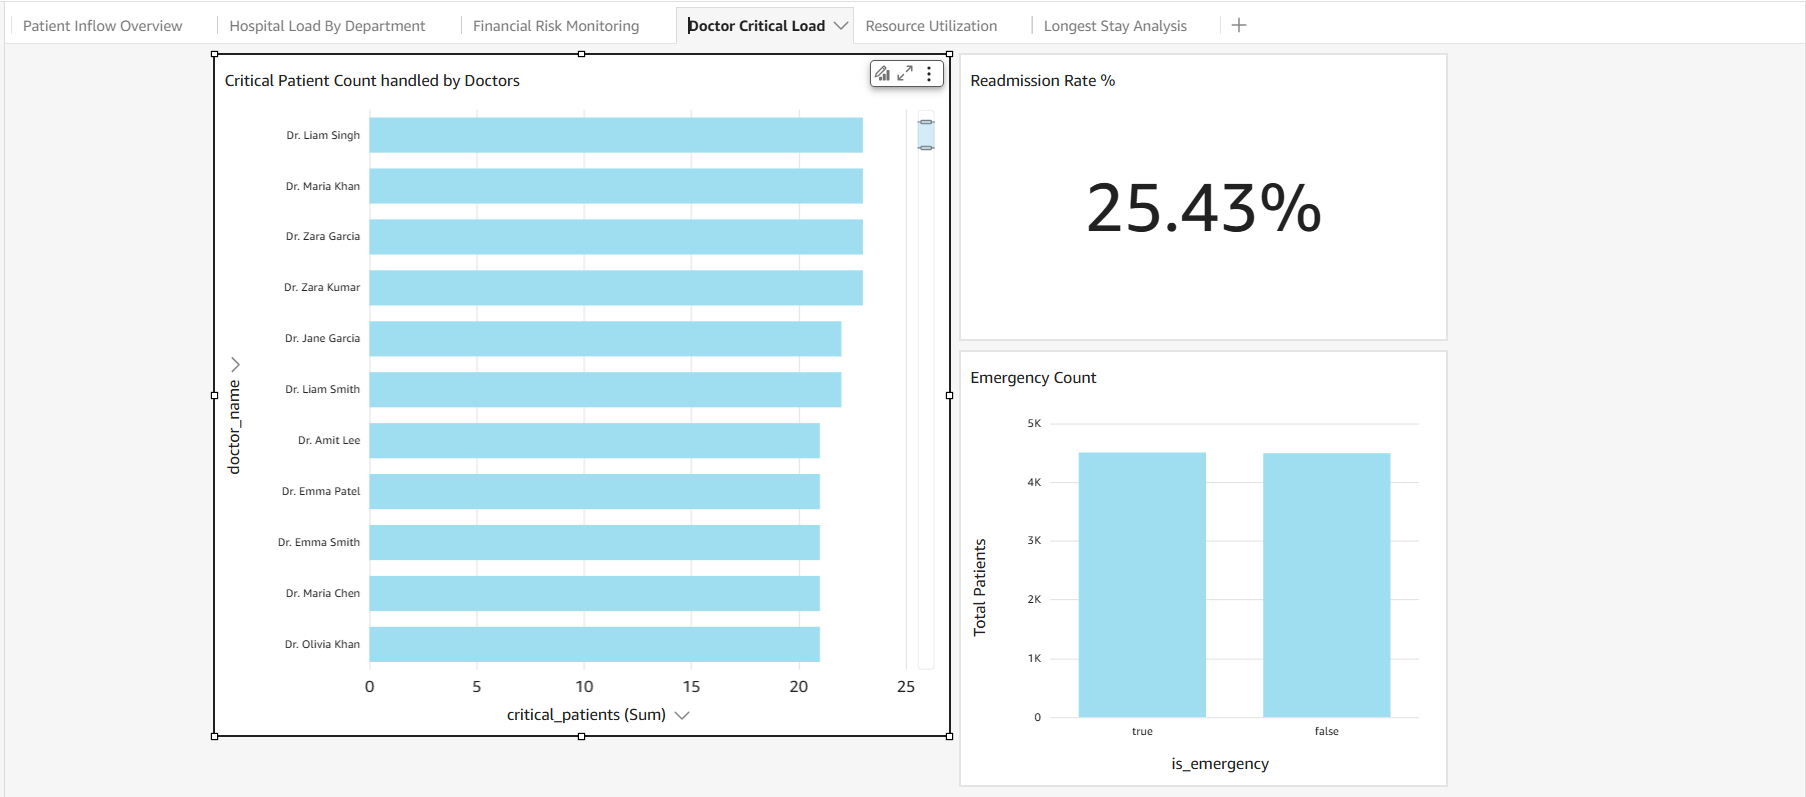 Patient Inflow Overview
Hospital Load By Department
Financial Risk Monitoring
Doctor Critical Load
Resource Utilization
Longest Stay Analysis
Critical Patient Count handled by Doctors
doctor_name
Dr. Liam Singh
Dr. Maria Khan
Dr. Zara Garcia
Dr. Zara Kumar
Dr. Jane Garcia
Dr. Liam Smith
Dr. Amit Lee
Dr. Emma Patel
Dr. Emma Smith
Dr. Maria Chen
Dr. Olivia Khan
0 5 10 15 20 25
critical_patients (Sum)
Readmission Rate %
25.43%
Emergency Count
Total Patients
5K
4K
3K
2K
1K
0
true false
is_emergency